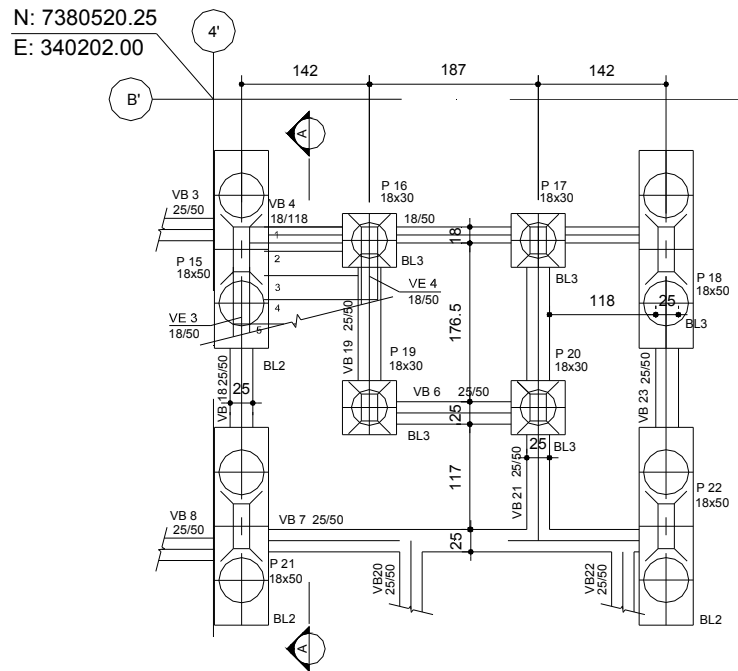 N: 7380520.25
E: 340202.00
4'
B'
142
187
142
A
P 16
18x30
P 17
18x30
VB 3
25/50
VB 4
18/118
18/50
18
1
2
3
4
5
BL3
BL3
P 15
18x50
P 18
18x50
VE 4
18/50
VE 3
18/50
VB 19 25/50
176.5
118
25
BL3
P 19
18x30
P 20
18x30
BL2
VB 18 25/50
25
VB 6 25/50
25
VB 23 25/50
BL3
BL3
25
117
VB 21 25/50
P 22
18x50
VB 8
25/50
VB 7 25/50
25
P 21
18x50
VB20
25/50
VB22
25/50
BL2
BL2
A